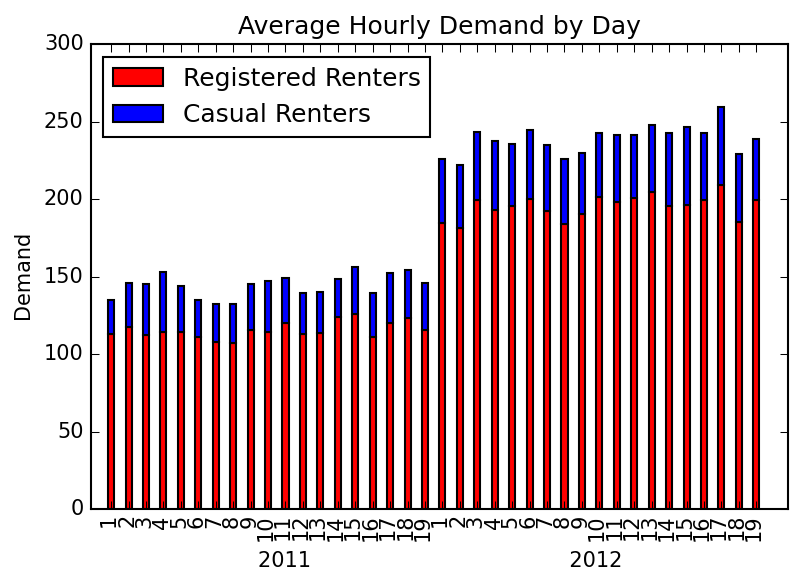 Average Hourly Demand by Day
300
250
200
150
100
50
0
Demand
Registered Renters
Casual Renters
1 2 3 4 5 6 7 8 9 10 11 12 13 14 15 16 17 18 19 1 2 3 4 5 6 7 8 9 10 11 12 13 14 15 16 17 18 19
2011 2012